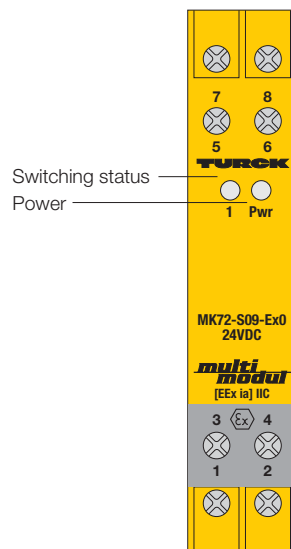 7 8
5 6
TURCK
Switching status
Power
1 Pwr
MK72-S09-Ex0
24VDC
multi
modul
[EEx ia] IIC
3 Ex 4
1 2